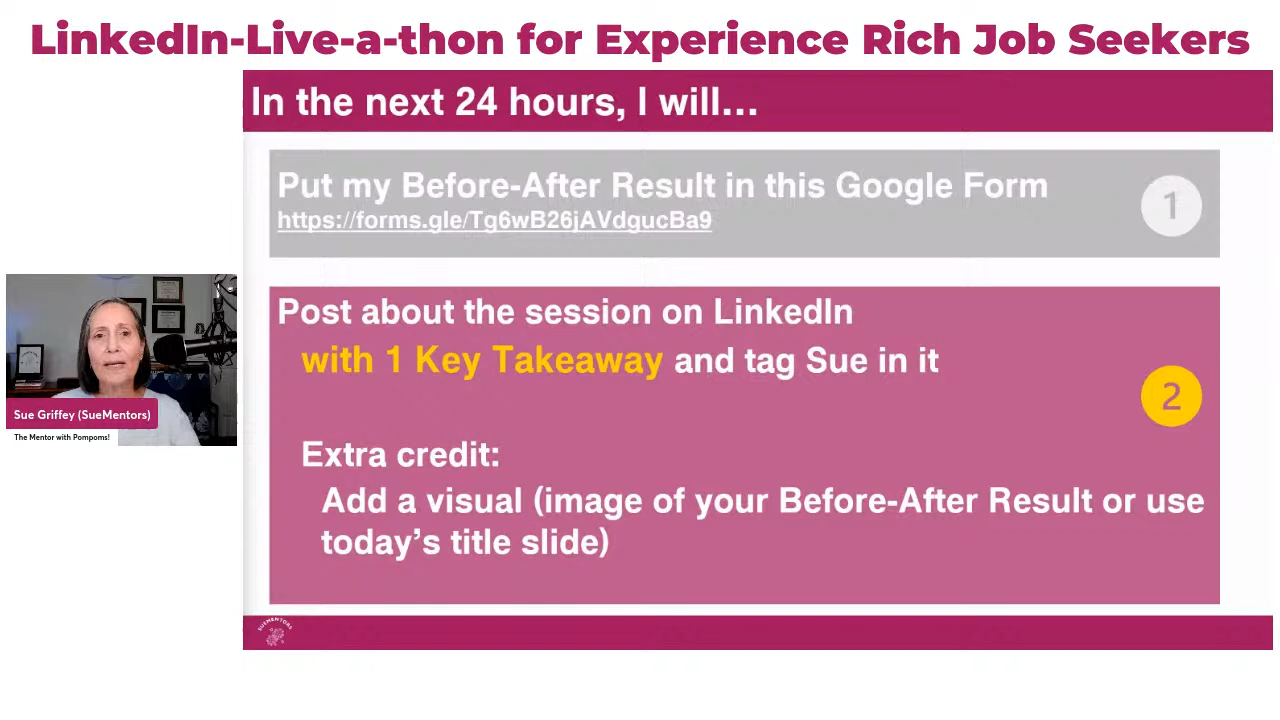 LinkedIn-Live-a-thon for Experience Rich Job Seekers
In the next 24 hours, I will...
Put my Before-After Result in this Google Form
https://forms.gle/Tg6wB26jAVdgucBa9
1
Post about the session on LinkedIn
with 1 Key Takeaway and tag Sue in it
2
Extra credit:
Add a visual (image of your Before-After Result or use
today’s title slide)
Sue Griffey (SueMentors)
The Mentor with Pompoms!
SUEMENTORS